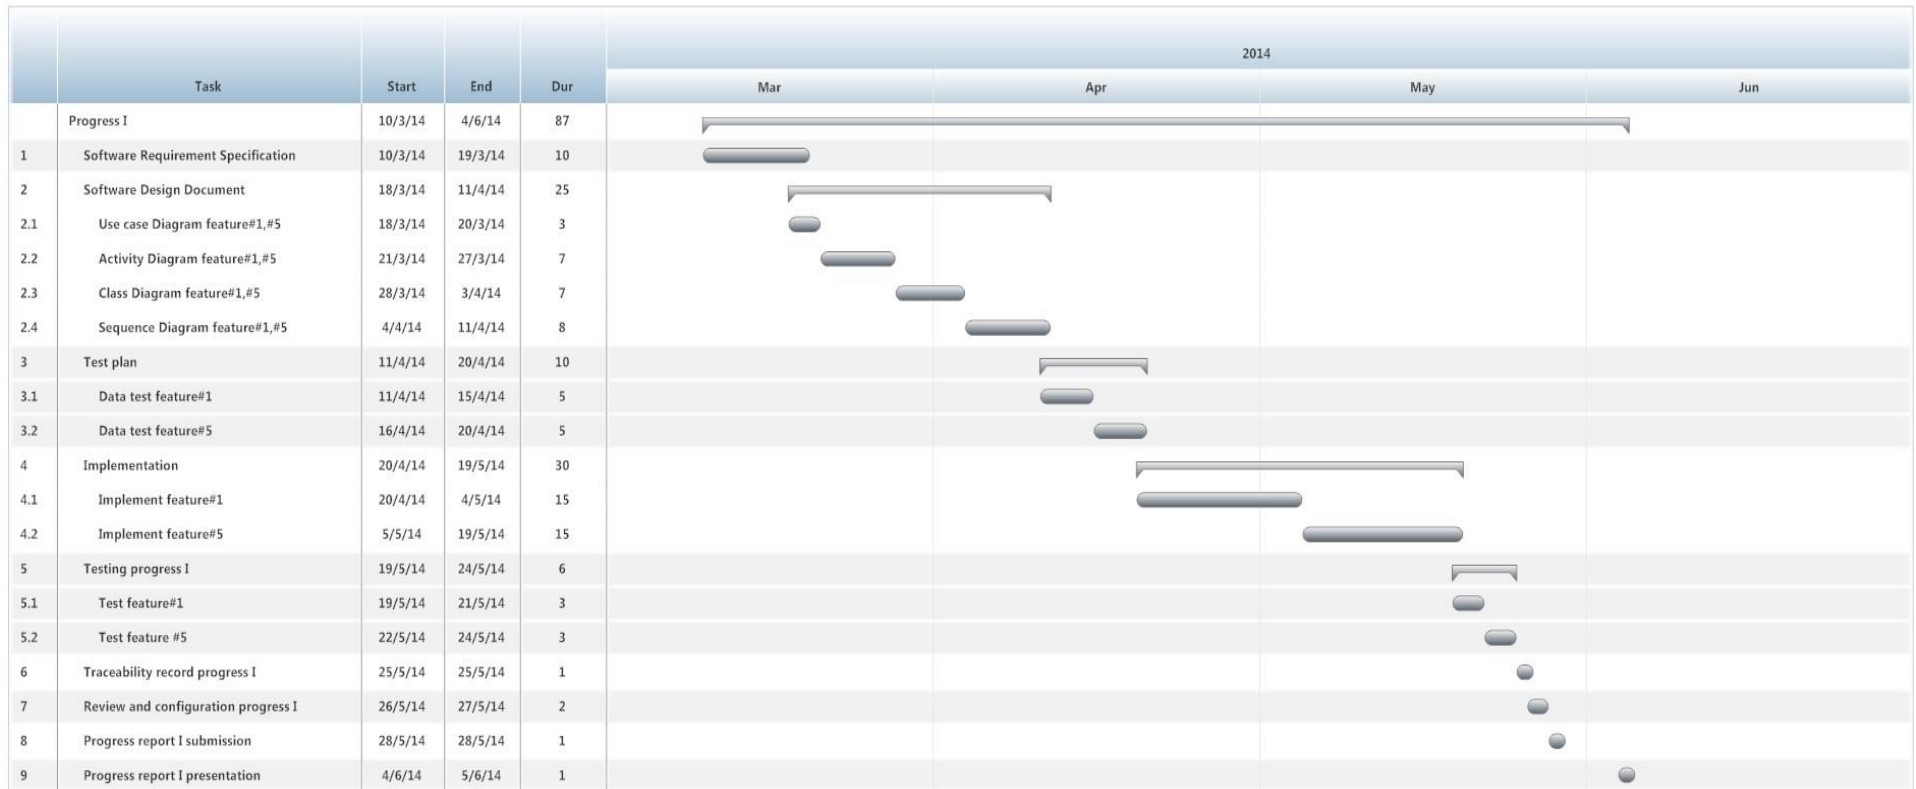 2014
Task Start End Dur Mar Apr May Jun
Progress I 10/3/14 4/6/14 87
1 Software Requirement Specification 10/3/14 19/3/14 10
2 Software Design Document 18/3/14 11/4/14 25
2.1 Use case Diagram feature#1,#5 18/3/14 20/3/14 3
2.2 Activity Diagram feature#1,#5 21/3/14 27/3/14 7
2.3 Class Diagram feature#1,#5 28/3/14 3/4/14 7
2.4 Sequence Diagram feature#1,#5 4/4/14 11/4/14 8
3 Test plan 11/4/14 20/4/14 10
3.1 Data test feature#1 11/4/14 15/4/14 5
3.2 Data test feature#5 16/4/14 20/4/14 5
4 Implementation 20/4/14 19/5/14 30
4.1 Implement feature#1 20/4/14 4/5/14 15
4.2 Implement feature#5 5/5/14 19/5/14 15
5 Testing progress I 19/5/14 24/5/14 6
5.1 Test feature#1 19/5/14 21/5/14 3
5.2 Test feature #5 22/5/14 24/5/14 3
6 Traceability record progress I 25/5/14 25/5/14 1
7 Review and configuration progress I 26/5/14 27/5/14 2
8 Progress report I submission 28/5/14 28/5/14 1
9 Progress report I presentation 4/6/14 5/6/14 1